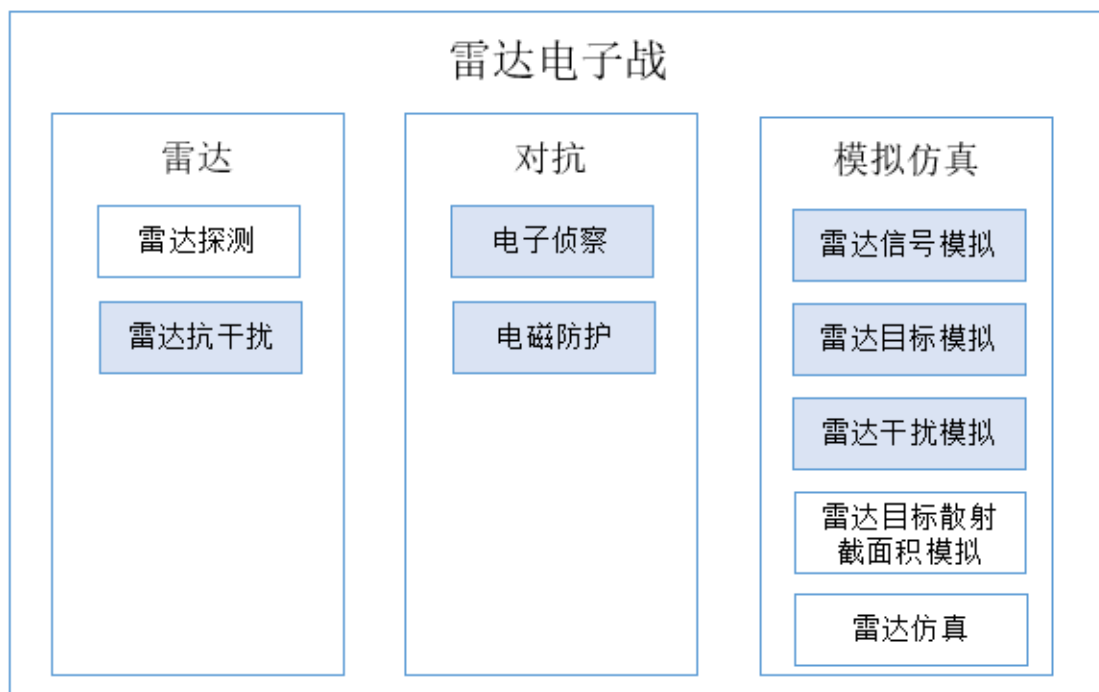 雷达电子战
雷达
雷达探测
雷达抗干扰
对抗
电子侦察
电磁防护
模拟仿真
雷达信号模拟
雷达目标模拟
雷达干扰模拟
雷达目标散射
截面积模拟
雷达仿真